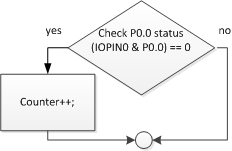 yes
no
Check P0.0 status
(IOPIN0 & P0.0) == 0
Counter++;